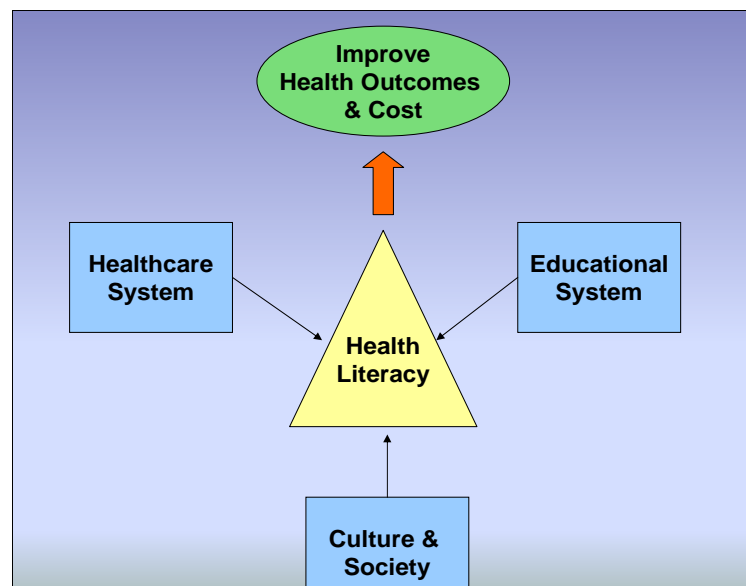 Improve
Health Outcomes
& Cost
Healthcare
System
Educational
System
Health
Literacy
Culture &
Society